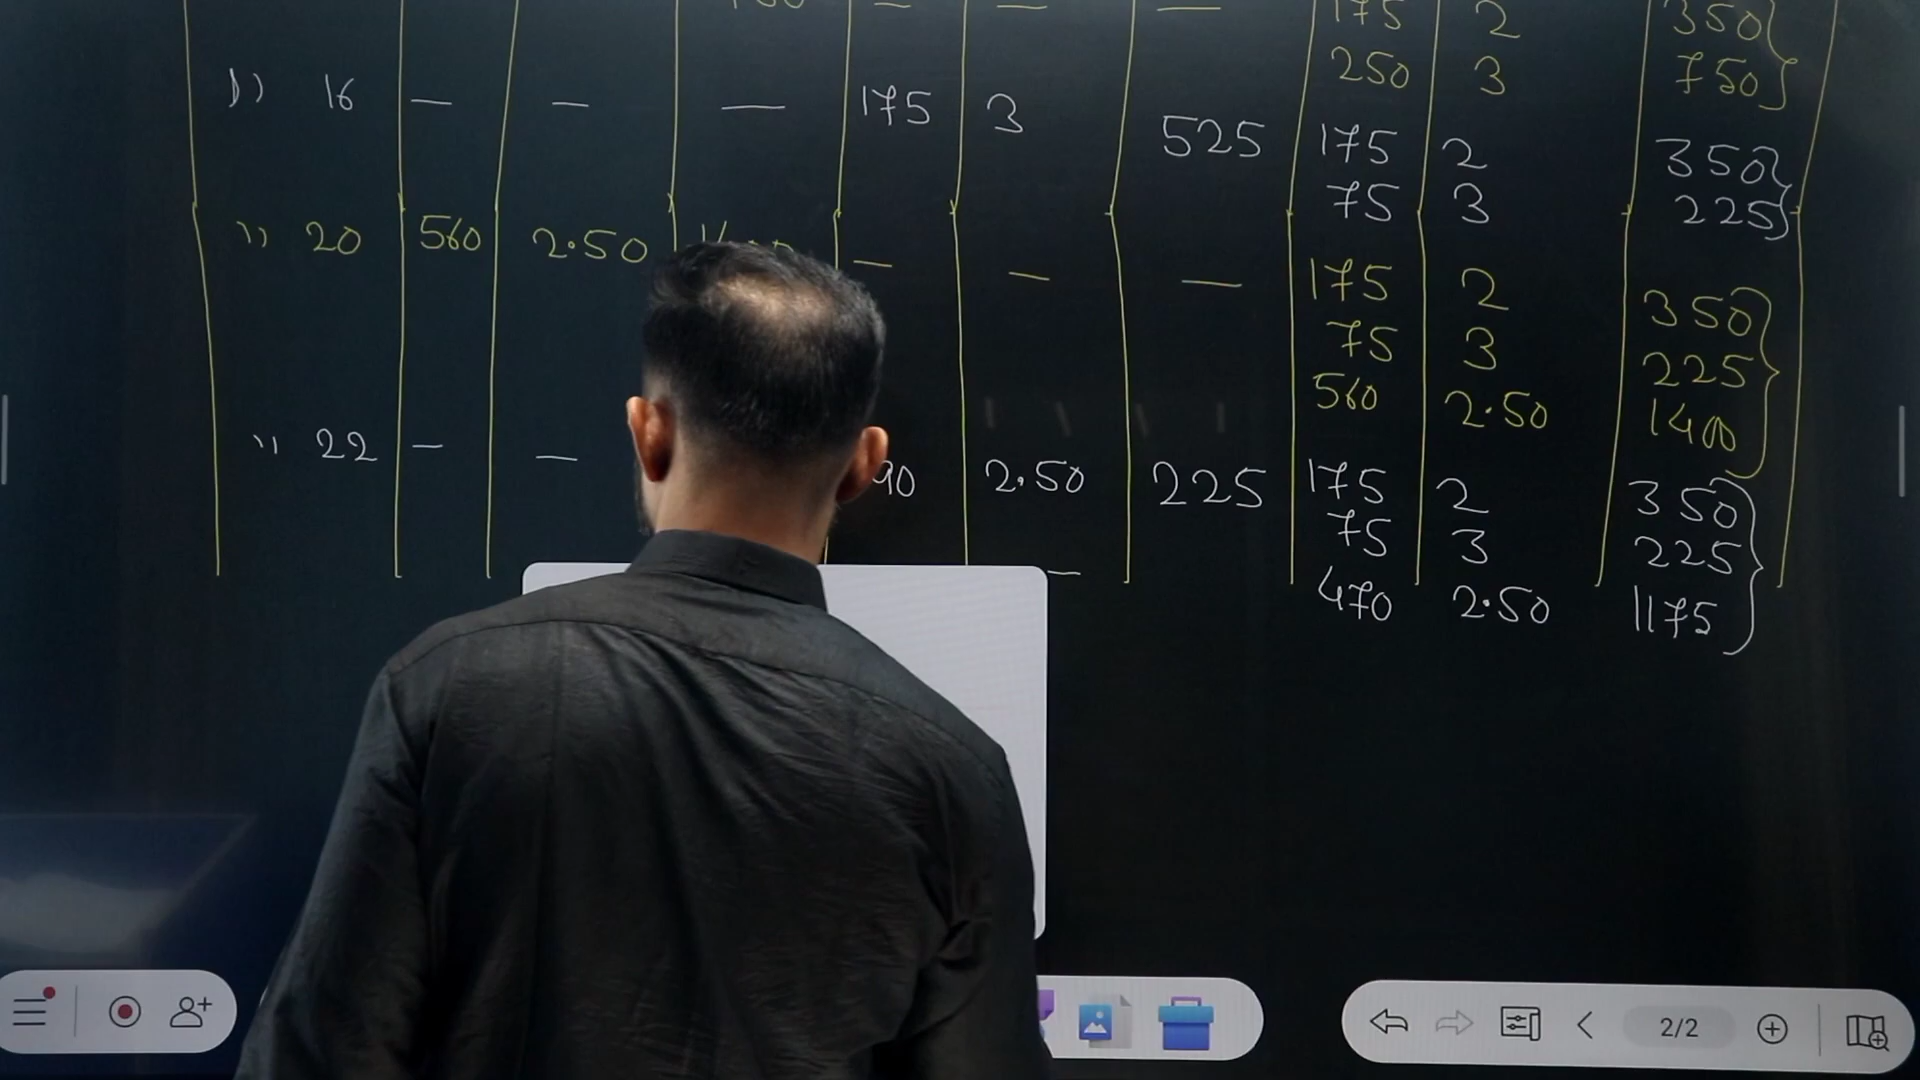 175 2 350
250 3 750
" 16 — — — 175 3 525 175 2 350
75 3 225
" 20 560 2.50 — — — 175 2 350
75 3 225
560 2.50 1400
" 22 — — 90 2.50 225 175 2 350
75 3 225
—
470 2.50 1175
2/2